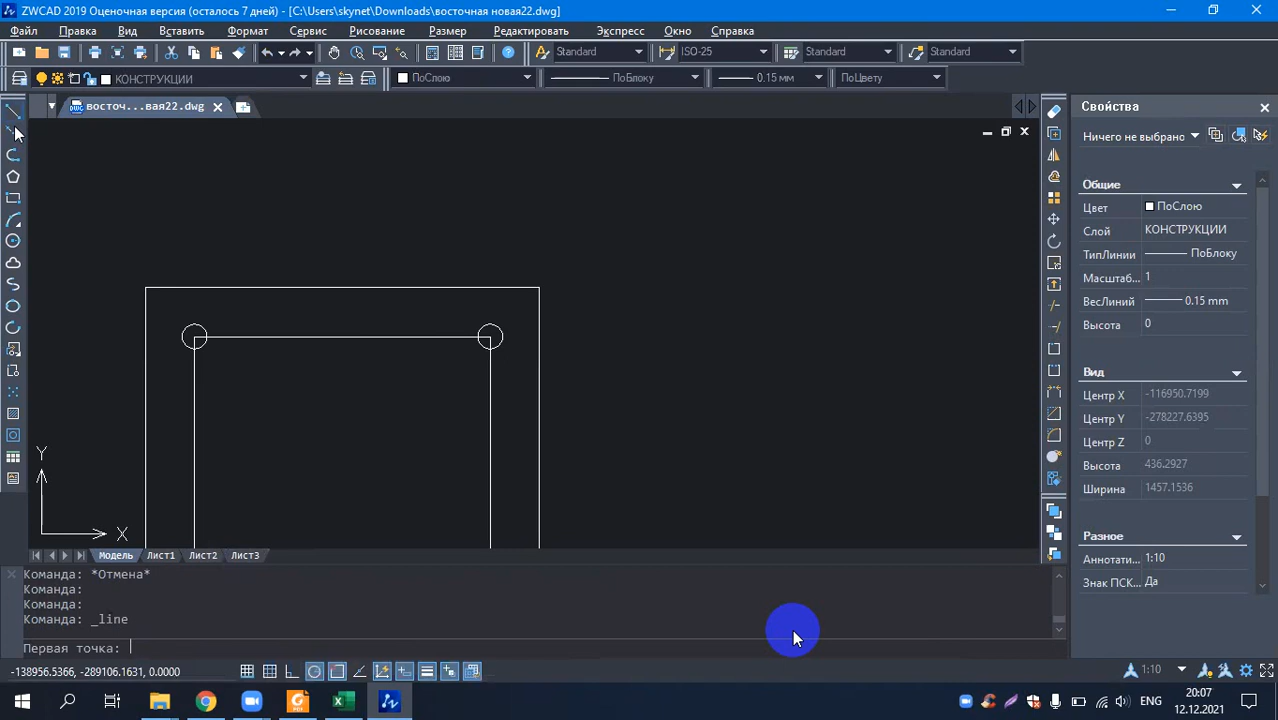 ZWCAD 2019 Оценочная версия (осталось 7 дней) - [C:\Users\skynet\Downloads\восточная новая22.dwg]
Файл Правка Вид Вставить Формат Сервис Рисование Размер Редактировать Экспресс Окно Справка
Standard ISO-25 Standard Standard
КОНСТРУКЦИИ ПоСлою ПоБлоку 0.15 мм ПоЦвету
восточ...вая22.dwg
Свойства
Ничего не выбрано
Общие
Цвет ПоСлою
Слой КОНСТРУКЦИИ
ТипЛинии ПоБлоку
Масштаб... 1
ВесЛиний 0.15 mm
Высота 0
Вид
Центр X -116950.7199
Центр Y -278227.6395
Центр Z 0
Высота 436.2927
Ширина 1457.1536
Разное
Аннотати... 1:10
Знак ПСК... Да
Y
X
Модель Лист1 Лист2 Лист3
Команда: *Отмена*
Команда:
Команда:
Команда: _line
Первая точка:
-138956.5366, -289106.1631, 0.0000
1:10
ENG
20:07
12.12.2021